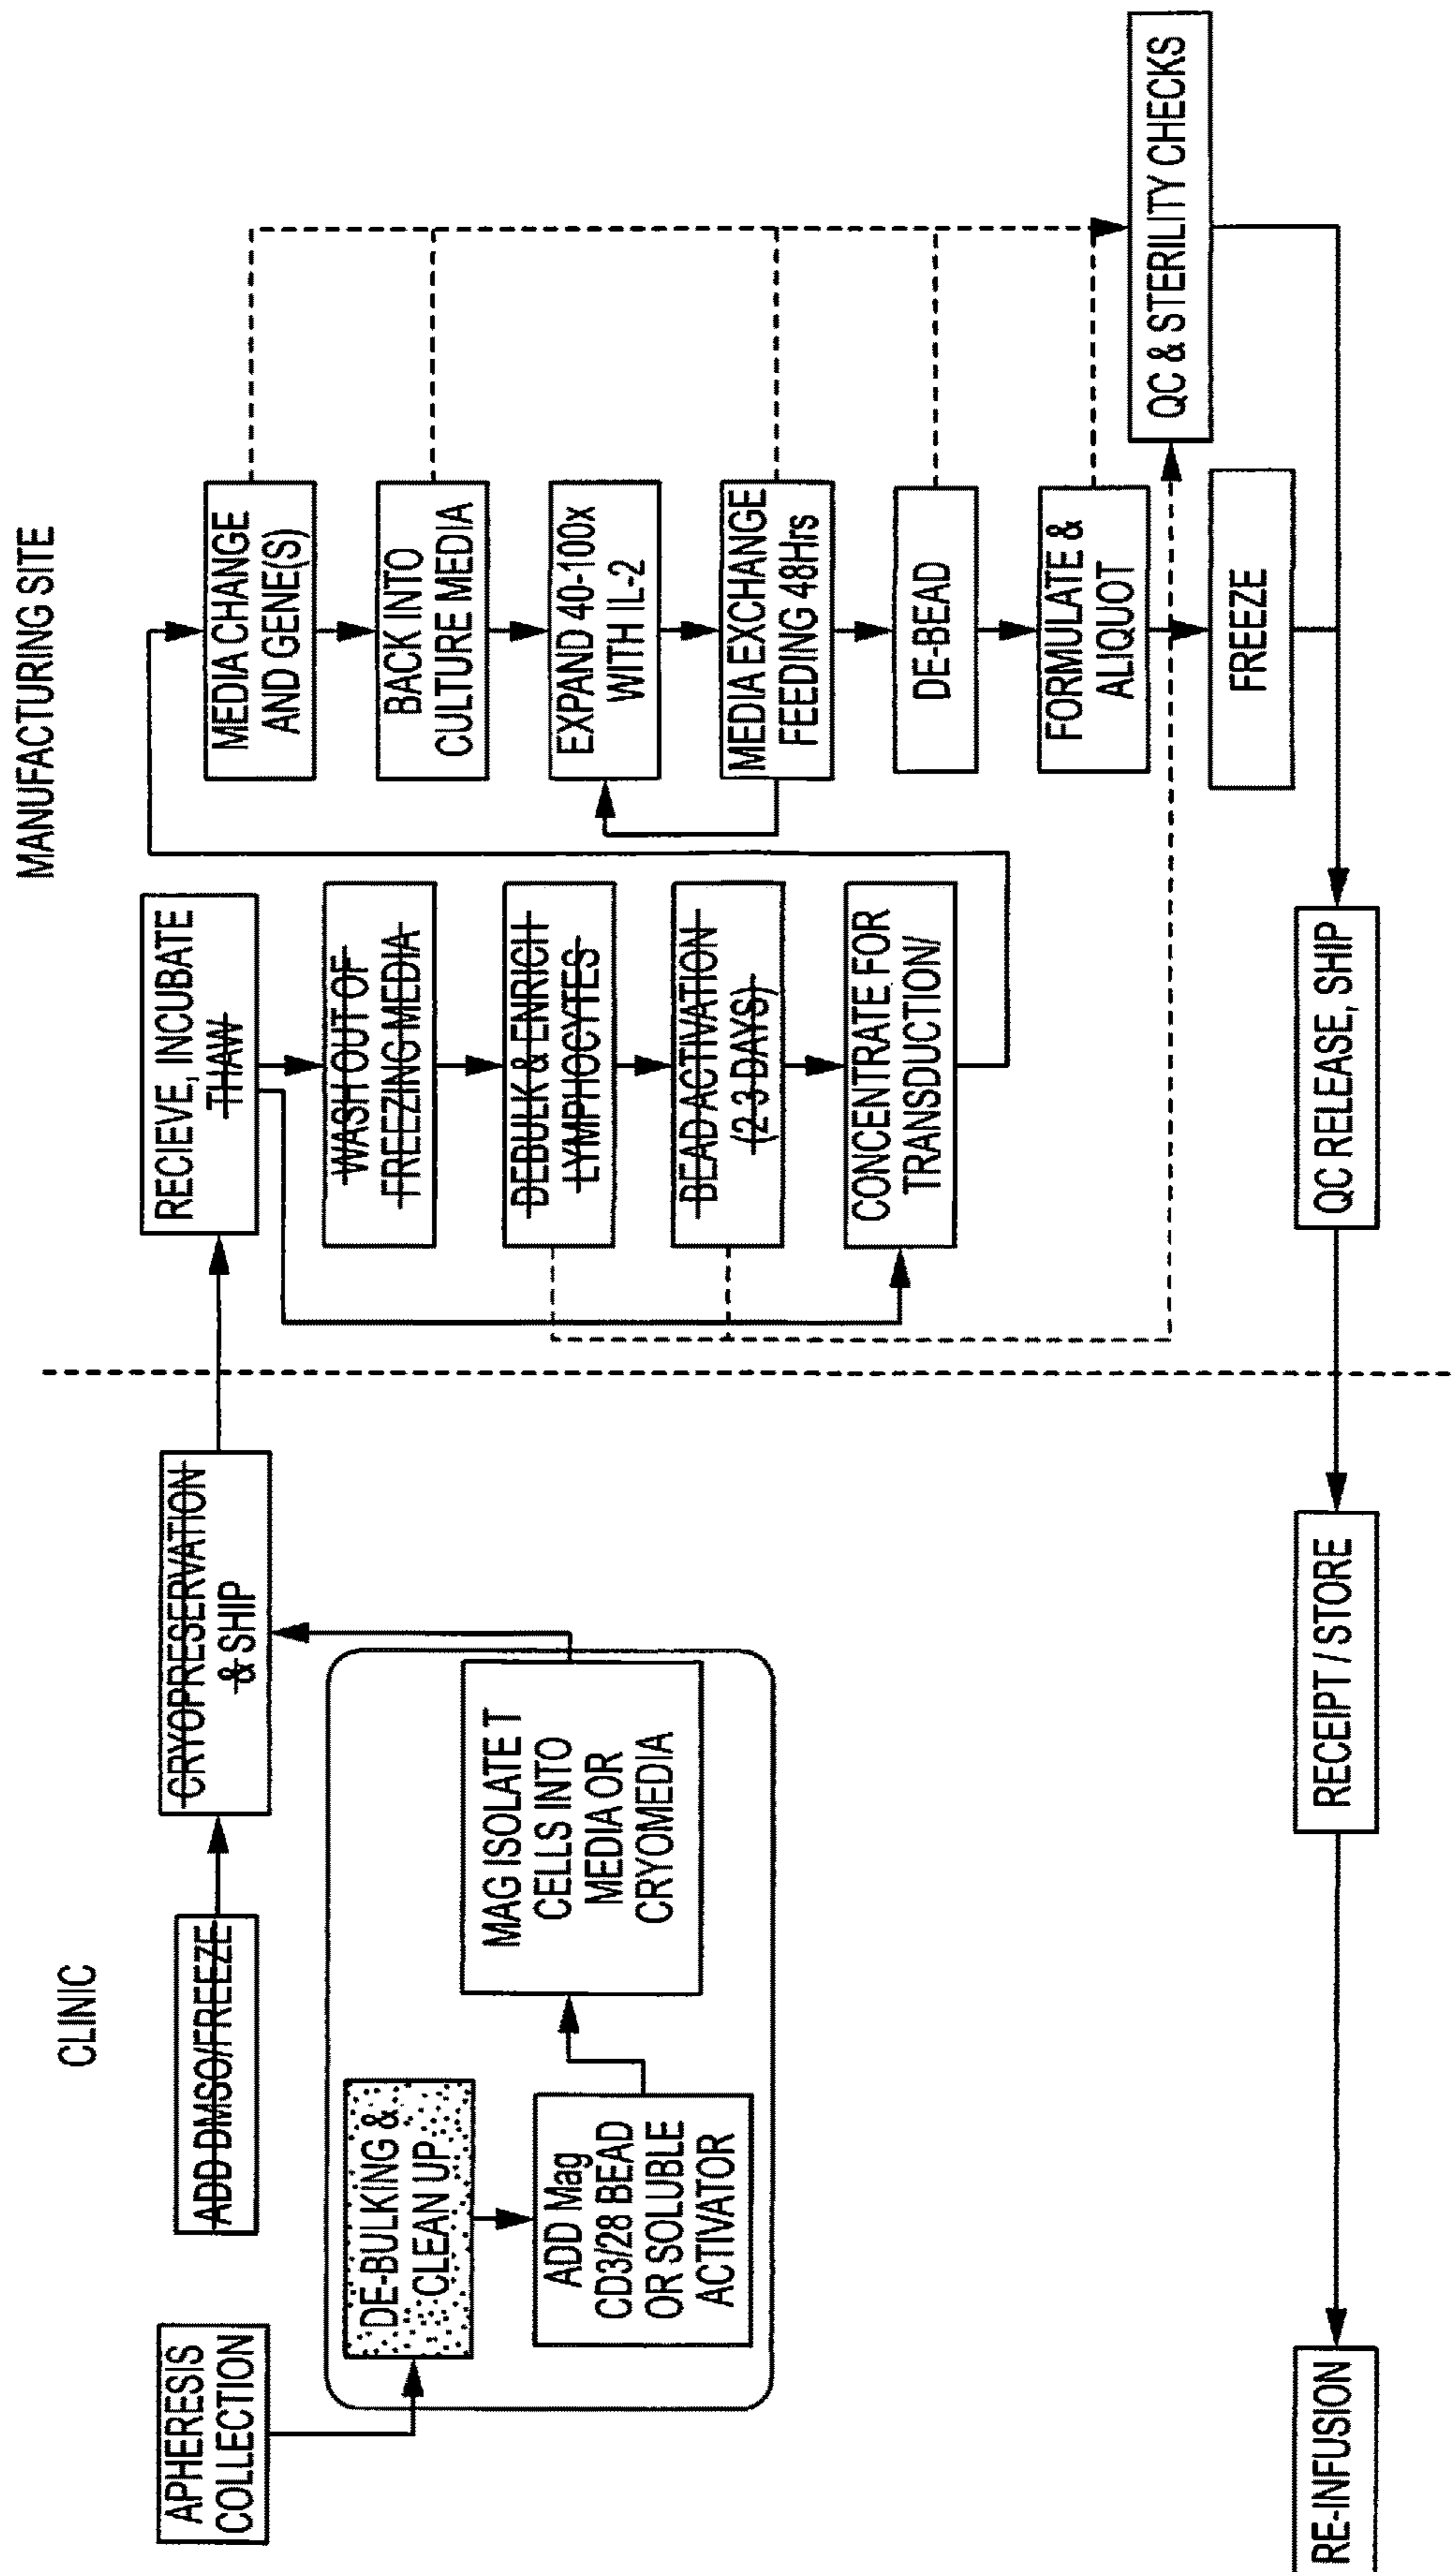 CLINIC
MANUFACTURING SITE
APHERESIS
COLLECTION
ADD DMSO/FREEZE
CRYOPRESERVATION
& SHIP
DE-BULKING &
CLEAN UP
ADD Mag
CD3/28 BEAD
OR SOLUBLE
ACTIVATOR
MAG ISOLATE T
CELLS INTO
MEDIA OR
CRYOMEDIA
RECIEVE, INCUBATE
THAW
WASH OUT OF
FREEZING MEDIA
DEBULK & ENRICH
LYMPHOCYTES
BEAD ACTIVATION
(2-3 DAYS)
CONCENTRATE FOR
TRANSDUCTION/
MEDIA CHANGE
AND GENE(S)
BACK INTO
CULTURE MEDIA
EXPAND 40-100x
WITH IL-2
MEDIA EXCHANGE
FEEDING 48Hrs
DE-BEAD
FORMULATE &
ALIQUOT
FREEZE
QC & STERILITY CHECKS
QC RELEASE, SHIP
RECEIPT / STORE
RE-INFUSION